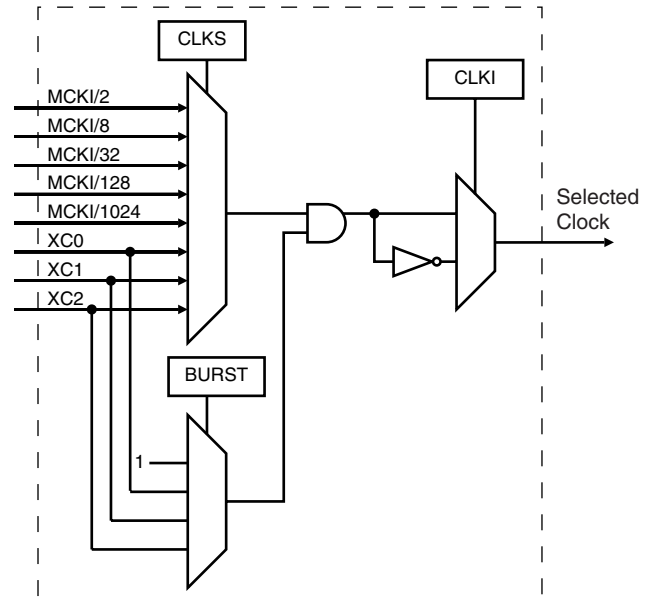 CLKS
CLKI
MCKI/2
MCKI/8
MCKI/32
MCKI/128
MCKI/1024
XC0
XC1
XC2
Selected
Clock
BURST
1